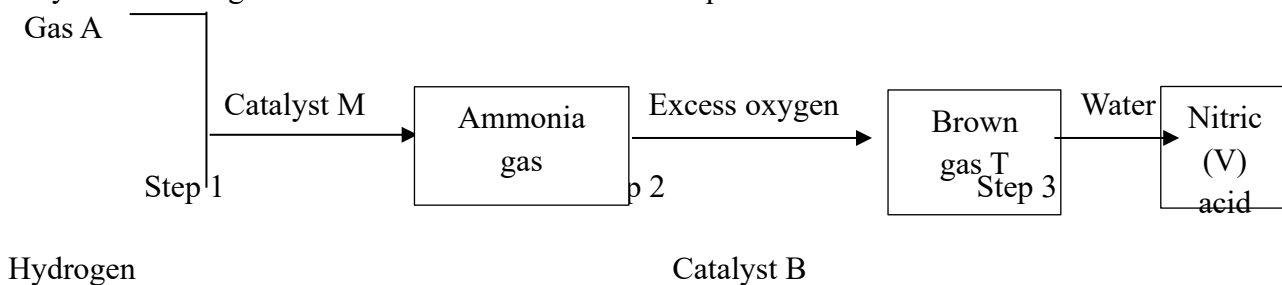 Gas A
Catalyst M
Ammonia
gas
Excess oxygen
Brown
gas T
Water
Nitric
(V)
acid
Step 1
p 2
Step 3
Hydrogen
Catalyst B